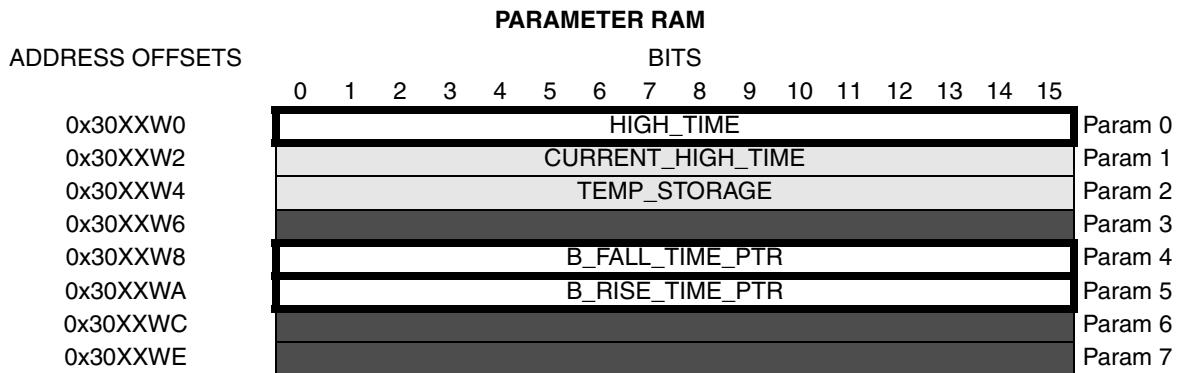 PARAMETER RAM
ADDRESS OFFSETS BITS
0 1 2 3 4 5 6 7 8 9 10 11 12 13 14 15
0x30XXW0 HIGH_TIME Param 0
0x30XXW2 CURRENT_HIGH_TIME Param 1
0x30XXW4 TEMP_STORAGE Param 2
0x30XXW6 Param 3
0x30XXW8 B_FALL_TIME_PTR Param 4
0x30XXWA B_RISE_TIME_PTR Param 5
0x30XXWC Param 6
0x30XXWE Param 7